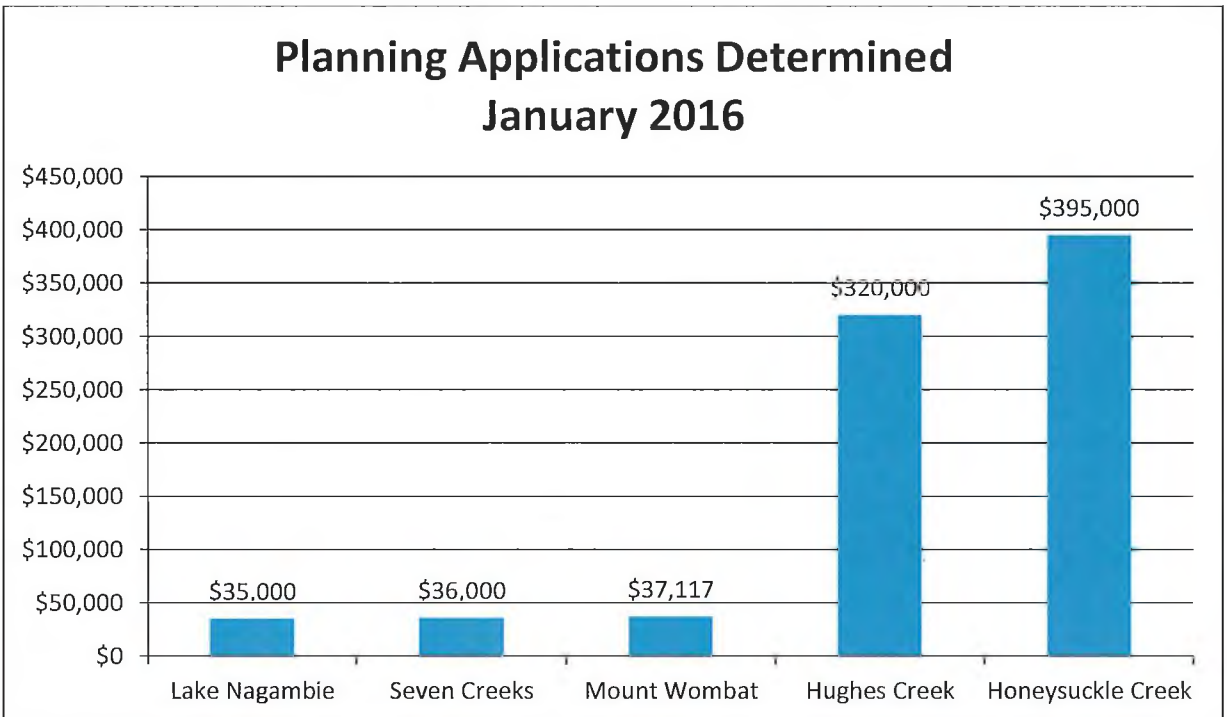 Planning Applications Determined
January 2016
$450,000
$400,000
$350,000
$300,000
$250,000
$200,000
$150,000
$100,000
$50,000
$0
$35,000
$36,000
$37,117
$320,000
$395,000
Lake Nagambie
Seven Creeks
Mount Wombat
Hughes Creek
Honeysuckle Creek